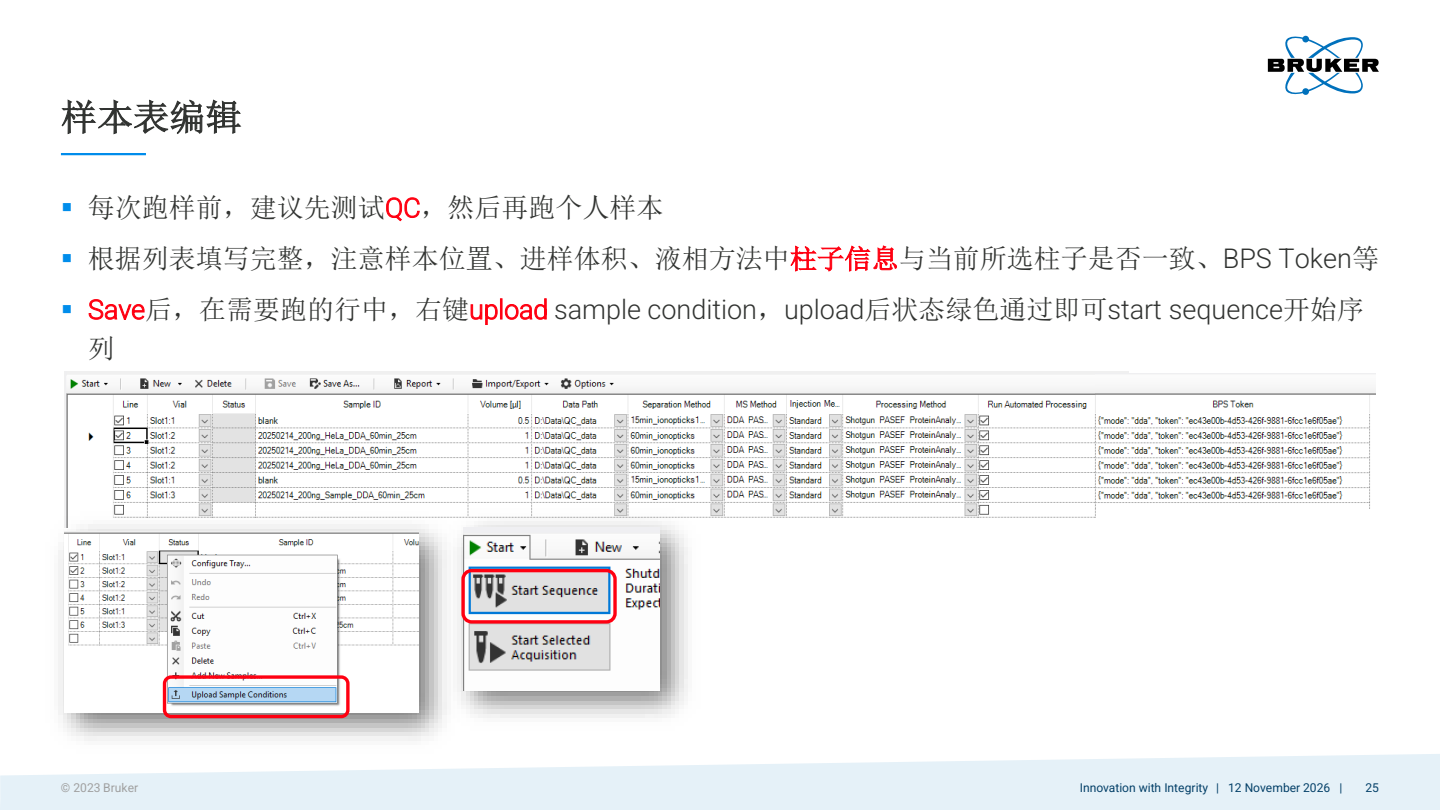 BRUKER
样本表编辑
▪ 每次跑样前，建议先测试QC，然后再跑个人样本
▪ 根据列表填写完整，注意样本位置、进样体积、液相方法中柱子信息与当前所选柱子是否一致、BPS Token等
▪ Save后，在需要跑的行中，右键upload sample condition，upload后状态绿色通过即可start sequence开始序
列
Start New Delete Save Save As... Report Import/Export Options
Line Vial Status Sample ID Volume [µl] Data Path Separation Method MS Method Injection Me... Processing Method Run Automated Processing BPS Token
1 Slot1:1 blank 0.5 D:\Data\QC_data 15min_ionopticks1... DDA PAS... Standard Shotgun PASEF ProteinAnaly... {"mode": "dda", "token": "ec43e00b-4d53-426f-9881-6fcc1e6f05ae"}
2 Slot1:2 20250214_200ng_HeLa_DDA_60min_25cm 1 D:\Data\QC_data 60min_ionopticks DDA PAS... Standard Shotgun PASEF ProteinAnaly... {"mode": "dda", "token": "ec43e00b-4d53-426f-9881-6fcc1e6f05ae"}
3 Slot1:2 20250214_200ng_HeLa_DDA_60min_25cm 1 D:\Data\QC_data 60min_ionopticks DDA PAS... Standard Shotgun PASEF ProteinAnaly... {"mode": "dda", "token": "ec43e00b-4d53-426f-9881-6fcc1e6f05ae"}
4 Slot1:2 20250214_200ng_HeLa_DDA_60min_25cm 1 D:\Data\QC_data 60min_ionopticks DDA PAS... Standard Shotgun PASEF ProteinAnaly... {"mode": "dda", "token": "ec43e00b-4d53-426f-9881-6fcc1e6f05ae"}
5 Slot1:1 blank 0.5 D:\Data\QC_data 15min_ionopticks1... DDA PAS... Standard Shotgun PASEF ProteinAnaly... {"mode": "dda", "token": "ec43e00b-4d53-426f-9881-6fcc1e6f05ae"}
6 Slot1:3 20250214_200ng_Sample_DDA_60min_25cm 1 D:\Data\QC_data 60min_ionopticks DDA PAS... Standard Shotgun PASEF ProteinAnaly... {"mode": "dda", "token": "ec43e00b-4d53-426f-9881-6fcc1e6f05ae"}
Line Vial Status Sample ID Volu
1 Slot1:1
2 Slot1:2 cm
3 Slot1:2 cm
4 Slot1:2 cm
5 Slot1:1
6 Slot1:3 25cm
Configure Tray...
Undo
Redo
Cut Ctrl+X
Copy Ctrl+C
Paste Ctrl+V
Delete
Add New Samples
Upload Sample Conditions
Start New
Start Sequence
Start Selected
Acquisition
Shutd
Durati
Expect
© 2023 Bruker
Innovation with Integrity | 12 November 2026 | 25